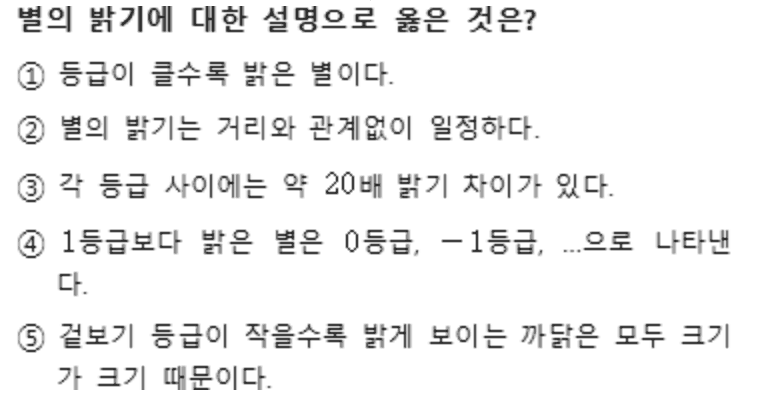 별의 밝기에 대한 설명으로 옳은 것은?
① 등급이 클수록 밝은 별이다.
② 별의 밝기는 거리와 관계없이 일정하다.
③ 각 등급 사이에는 약 20배 밝기 차이가 있다.
④ 1등급보다 밝은 별은 0등급, －1등급, …으로 나타낸
다.
⑤ 겉보기 등급이 작을수록 밝게 보이는 까닭은 모두 크기
가 크기 때문이다.